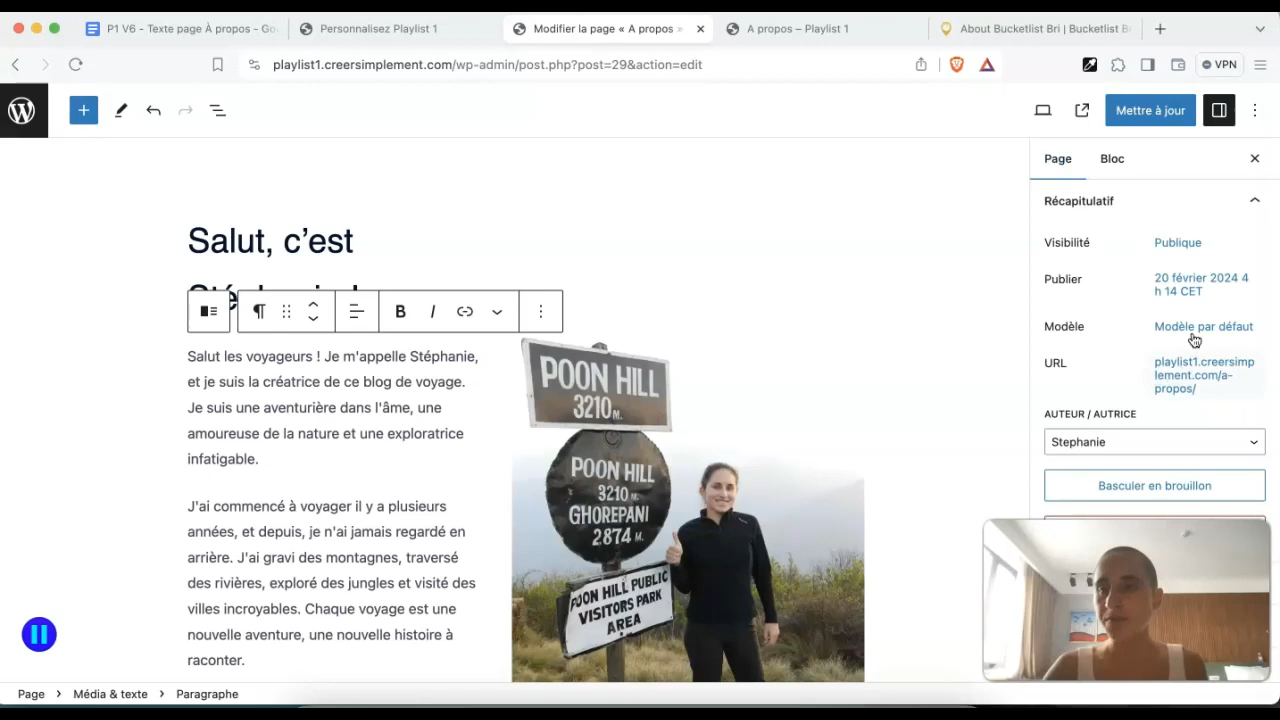 P1 V6 - Texte page À propos - Go
Personnalisez Playlist 1
Modifier la page « A propos »
A propos – Playlist 1
About Bucketlist Bri | Bucketlist B
playlist1.creersimplement.com/wp-admin/post.php?post=29&action=edit
VPN
Mettre à jour
Page
Bloc
Récapitulatif
Visibilité
Publique
Publier
20 février 2024 4
h 14 CET
Modèle
Modèle par défaut
URL
playlist1.creersimp
lement.com/a-
propos/
AUTEUR / AUTRICE
Stephanie
Basculer en brouillon
Salut, c’est
B I
Salut les voyageurs ! Je m'appelle Stéphanie,
et je suis la créatrice de ce blog de voyage.
Je suis une aventurière dans l'âme, une
amoureuse de la nature et une exploratrice
infatigable.
J'ai commencé à voyager il y a plusieurs
années, et depuis, je n'ai jamais regardé en
arrière. J'ai gravi des montagnes, traversé
des rivières, exploré des jungles et visité des
villes incroyables. Chaque voyage est une
nouvelle aventure, une nouvelle histoire à
raconter.
POON HILL
3210 M.
POON HILL
3210 M.
GHOREPANI
2874 M.
POON HILL PUBLIC
VISITORS PARK
AREA
Page > Média & texte > Paragraphe